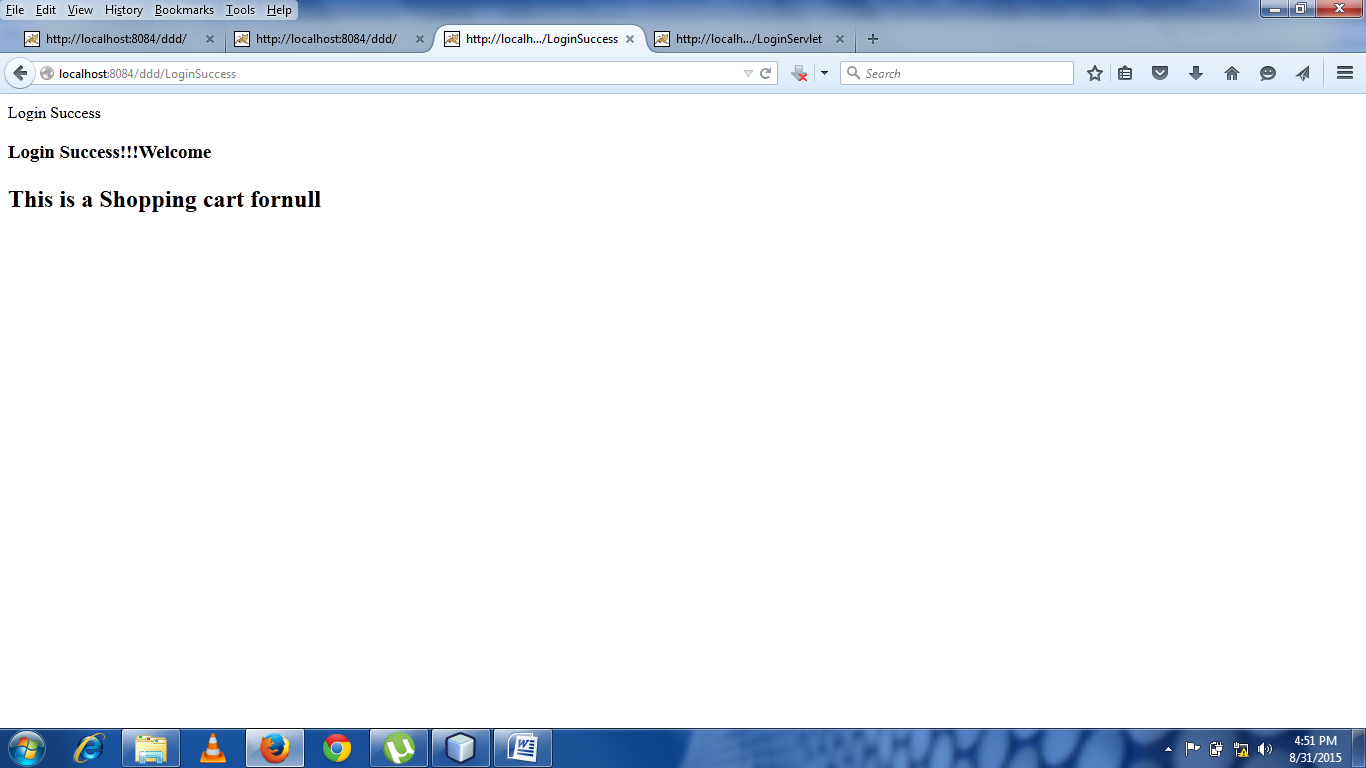 File Edit View History Bookmarks Tools Help
http://localhost:8084/ddd/ http://localhost:8084/ddd/ http://localh.../LoginSuccess http://localh.../LoginServlet
localhost:8084/ddd/LoginSuccess Search
Login Success
Login Success!!!Welcome
This is a Shopping cart fornull
4:51 PM
8/31/2015